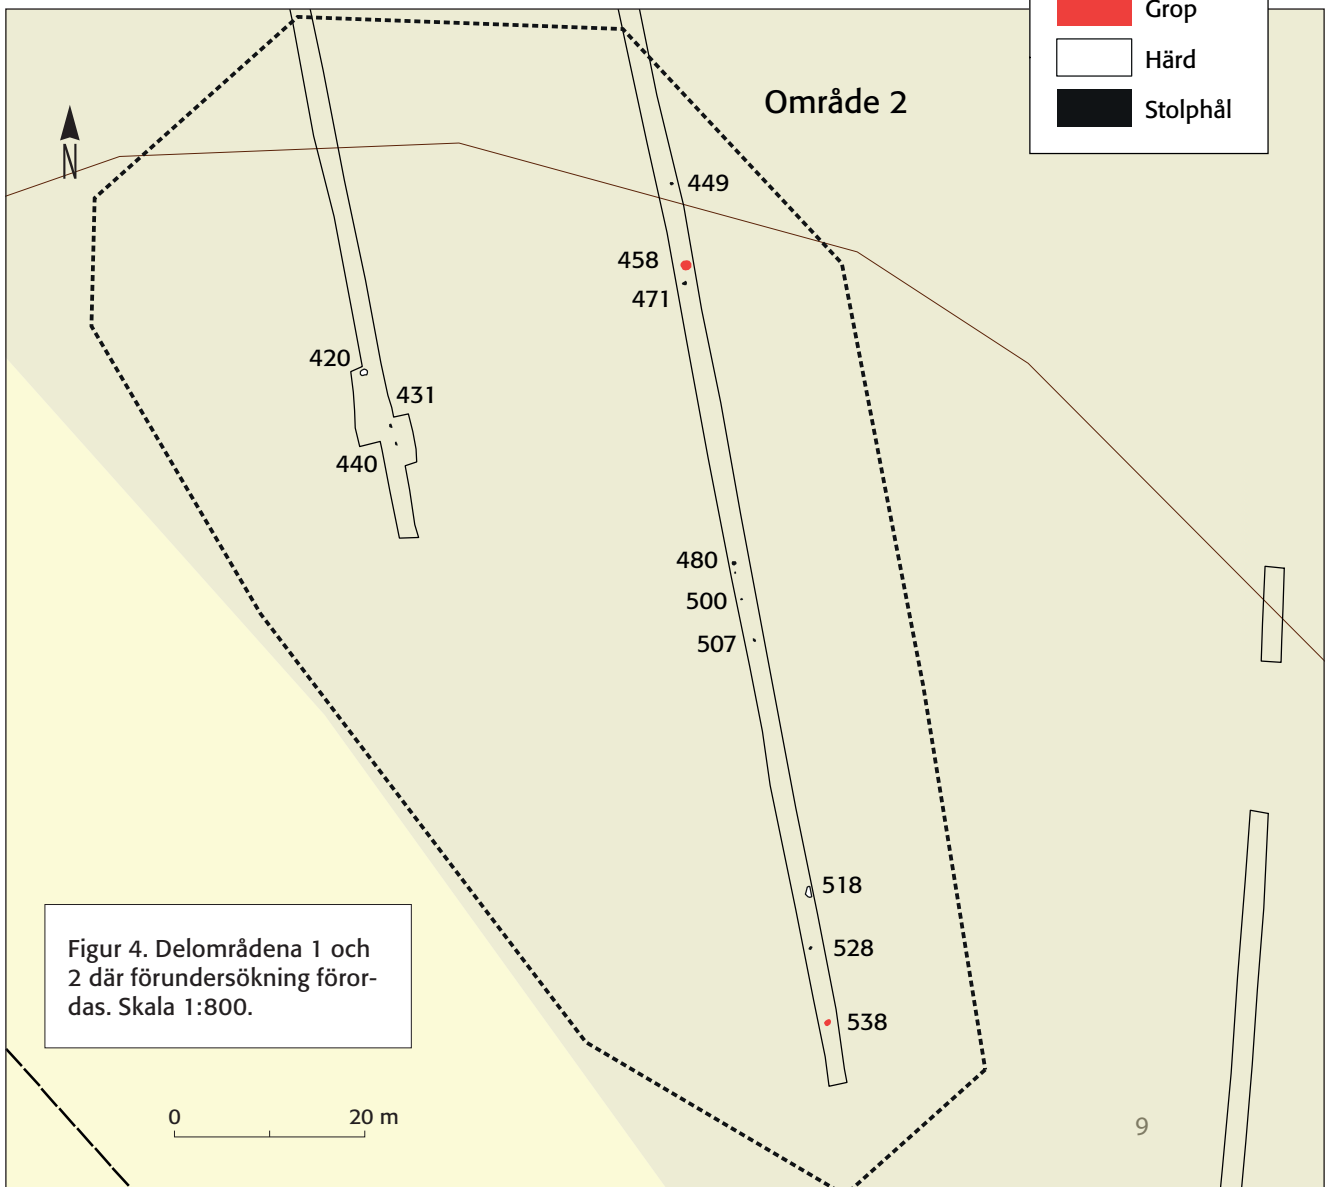 Grop
Härd
Stolphål
Område 2
N
449
458
471
420
431
440
480
500
507
518
528
538
Figur 4. Delområdena 1 och
2 där förundersökning föror-
das. Skala 1:800.
0 20 m
9